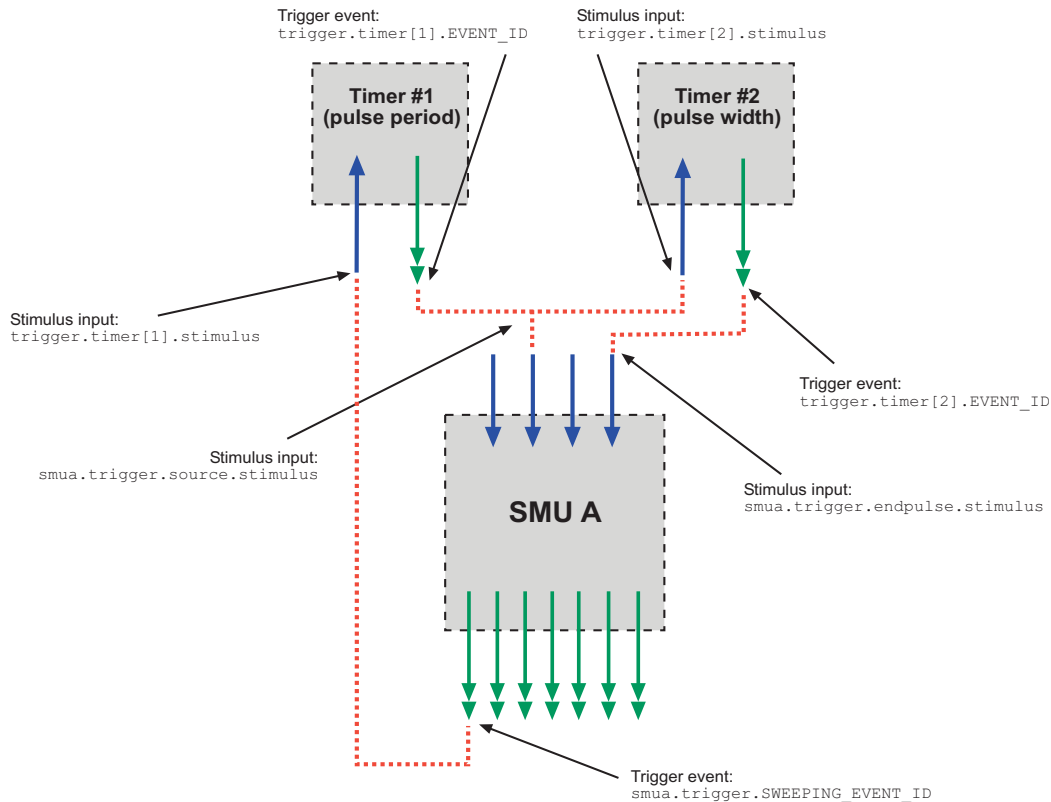 Trigger event:
trigger.timer[1].EVENT_ID
Stimulus input:
trigger.timer[2].stimulus
Timer #1
(pulse period)
Timer #2
(pulse width)
Stimulus input:
trigger.timer[1].stimulus
Trigger event:
trigger.timer[2].EVENT_ID
Stimulus input:
smua.trigger.source.stimulus
Stimulus input:
smua.trigger.endpulse.stimulus
SMU A
Trigger event:
smua.trigger.SWEEPING_EVENT_ID